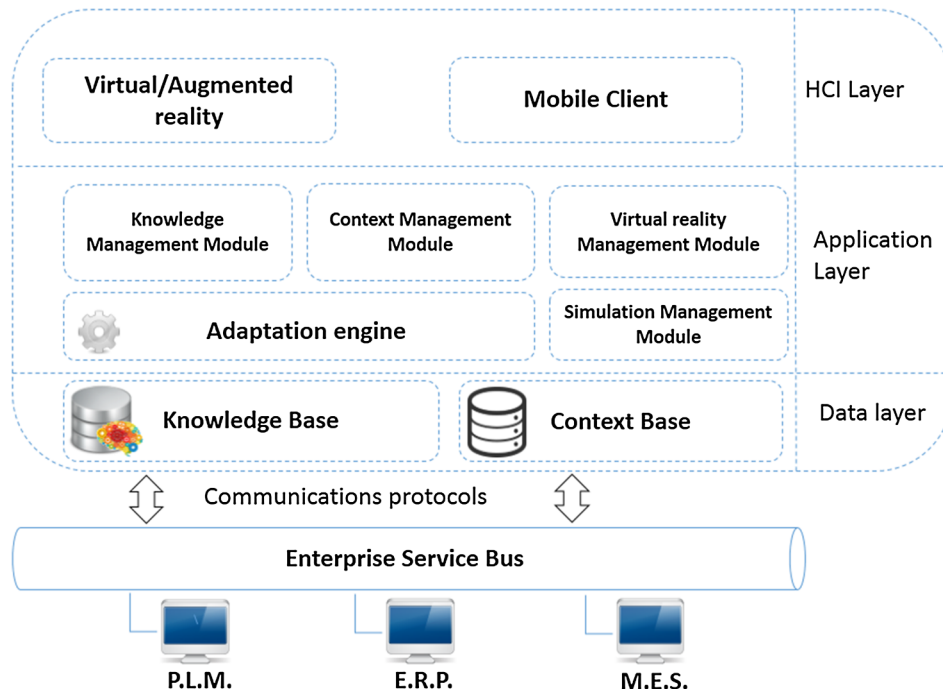 Virtual/Augmented
reality
Mobile Client
HCI Layer
Knowledge
Management Module
Context Management
Module
Virtual reality
Management Module
Application
Layer
Adaptation engine
Simulation Management
Module
Knowledge Base
Context Base
Data layer
Communications protocols
Enterprise Service Bus
P.L.M.
E.R.P.
M.E.S.